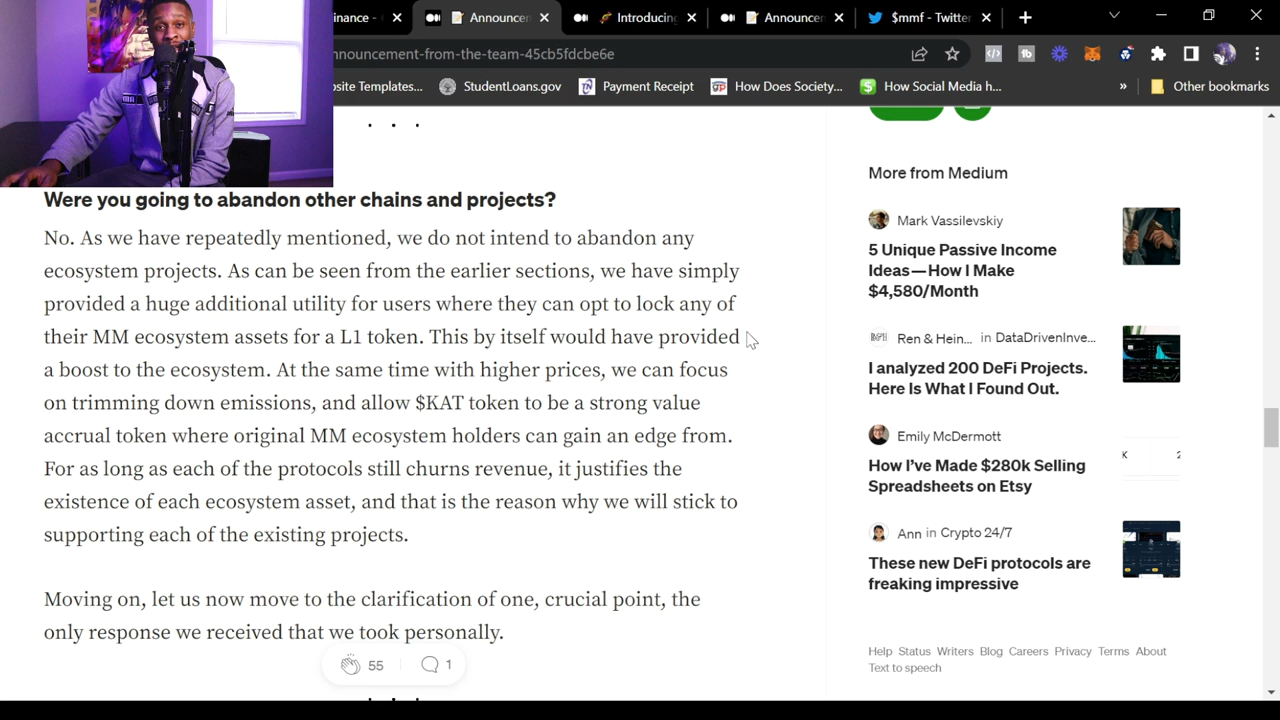 inance -
Announcer
Introducing
Announcer
$mmf - Twitter
nnouncement-from-the-team-45cb5fdcbe6e
site Templates...
StudentLoans.gov
Payment Receipt
How Does Society...
How Social Media h...
»
Other bookmarks
Were you going to abandon other chains and projects?
No. As we have repeatedly mentioned, we do not intend to abandon any
ecosystem projects. As can be seen from the earlier sections, we have simply
provided a huge additional utility for users where they can opt to lock any of
their MM ecosystem assets for a L1 token. This by itself would have provided
a boost to the ecosystem. At the same time with higher prices, we can focus
on trimming down emissions, and allow $KAT token to be a strong value
accrual token where original MM ecosystem holders can gain an edge from.
For as long as each of the protocols still churns revenue, it justifies the
existence of each ecosystem asset, and that is the reason why we will stick to
supporting each of the existing projects.
Moving on, let us now move to the clarification of one, crucial point, the
only response we received that we took personally.
55
1
More from Medium
Mark Vassilevskiy
5 Unique Passive Income
Ideas—How I Make
$4,580/Month
Ren & Hein... in DataDrivenInve...
I analyzed 200 DeFi Projects.
Here Is What I Found Out.
Emily McDermott
How I've Made $280k Selling
Spreadsheets on Etsy
Ann in Crypto 24/7
These new DeFi protocols are
freaking impressive
Help Status Writers Blog Careers Privacy Terms About
Text to speech